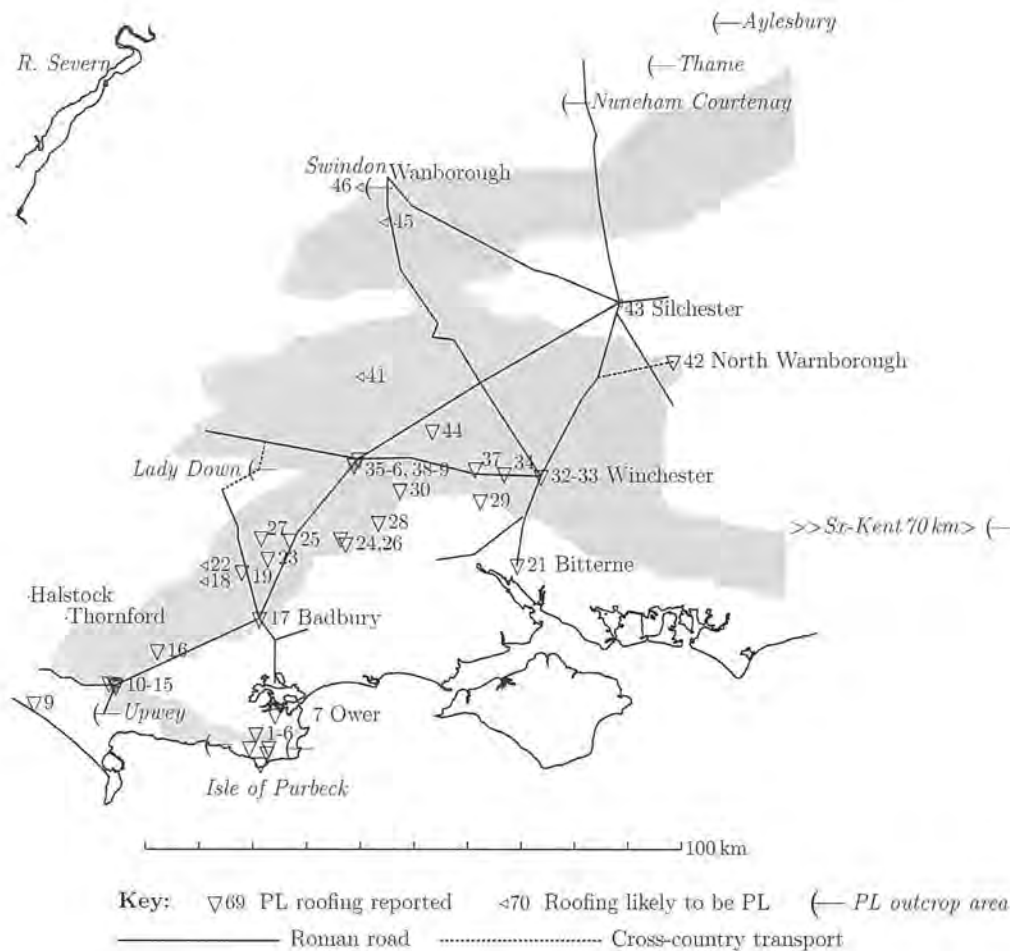 Aylesbury
Thame
R. Severn
Nuneham Courtenay
Swindon
Wanborough
46
45
43 Silchester
42 North Warnborough
41
44
Lady Down
35-6, 38-9
37
34
32-33 Winchester
30
29
28
>>Sx-Kent 70 km>
27
25
24,26
23
22
21 Bitterne
19
18
Halstock
Thornford
17 Badbury
16
10-15
9
Upwey
7 Ower
1-6
Isle of Purbeck
100 km
Key: ▽69 PL roofing reported ◃70 Roofing likely to be PL (— PL outcrop area
Roman road Cross-country transport